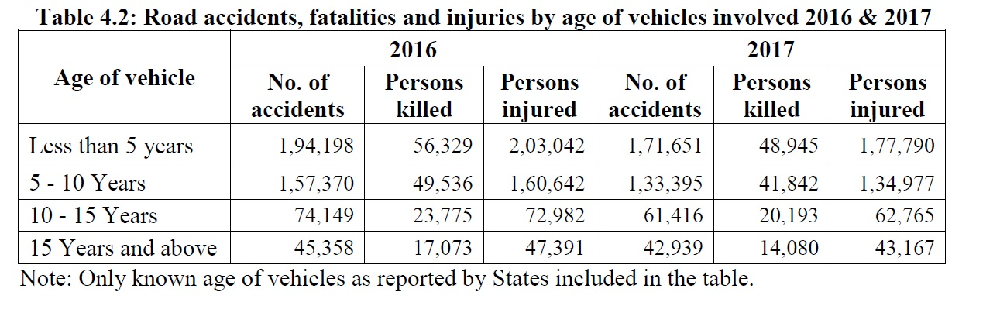 Table 4.2: Road accidents, fatalities and injuries by age of vehicles involved 2016 & 2017
Age of vehicle 2016 2017
No. of accidents Persons killed Persons injured No. of accidents Persons killed Persons injured
Less than 5 years 1,94,198 56,329 2,03,042 1,71,651 48,945 1,77,790
5 - 10 Years 1,57,370 49,536 1,60,642 1,33,395 41,842 1,34,977
10 - 15 Years 74,149 23,775 72,982 61,416 20,193 62,765
15 Years and above 45,358 17,073 47,391 42,939 14,080 43,167
Note: Only known age of vehicles as reported by States included in the table.